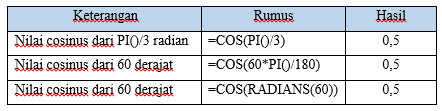 Keterangan Rumus Hasil
Nilai cosinus dari PI()/3 radian =COS(PI()/3) 0,5
Nilai cosinus dari 60 derajat =COS(60*PI()/180) 0,5
Nilai cosinus dari 60 derajat =COS(RADIANS(60)) 0,5